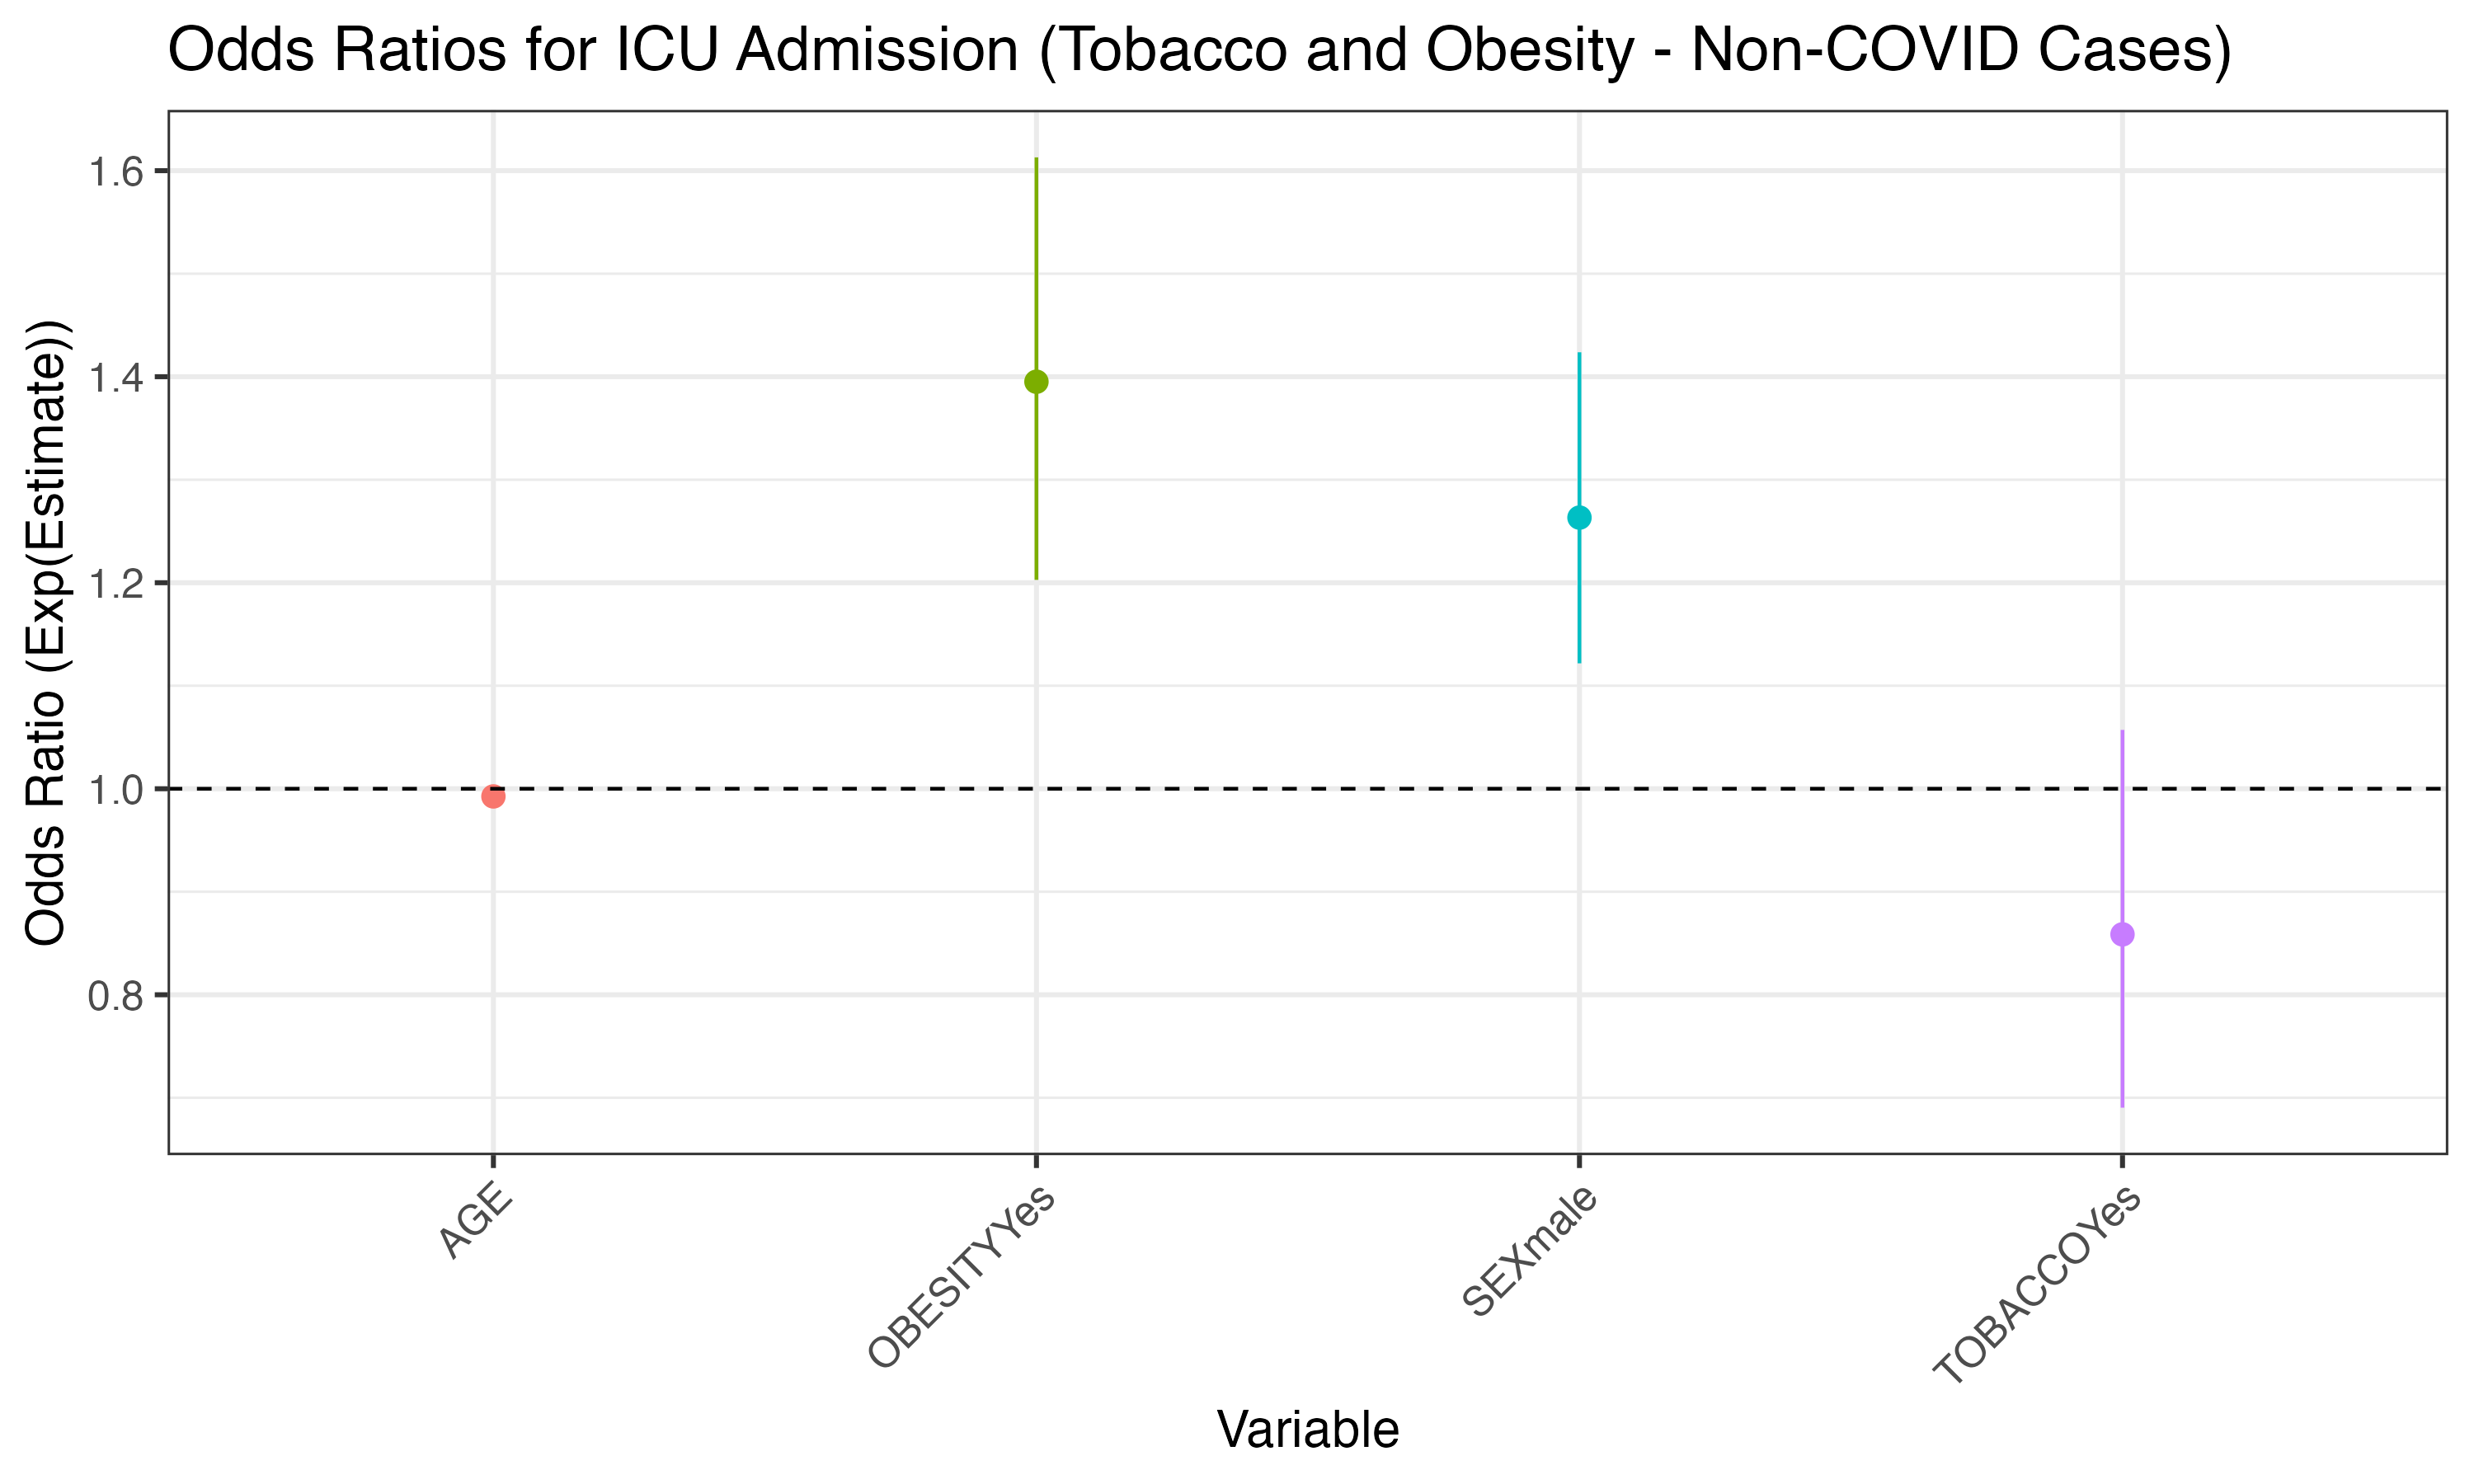 Odds Ratios for ICU Admission (Tobacco and Obesity - Non-COVID Cases)
Odds Ratio (Exp(Estimate))
1.6
1.4
1.2
1.0
0.8
AGE
OBESITYYes
SEXmale
TOBACCOYes
Variable